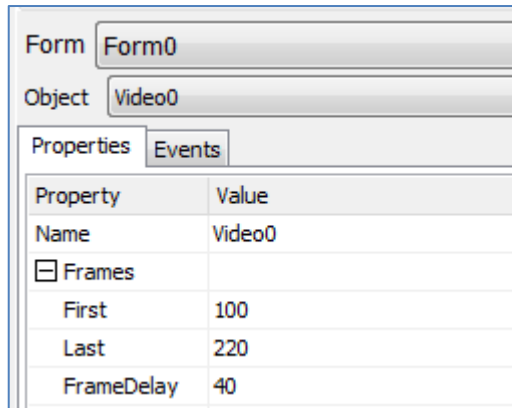 Form Form0
Object Video0
Properties Events
Property Value
Name Video0
Frames
First 100
Last 220
FrameDelay 40